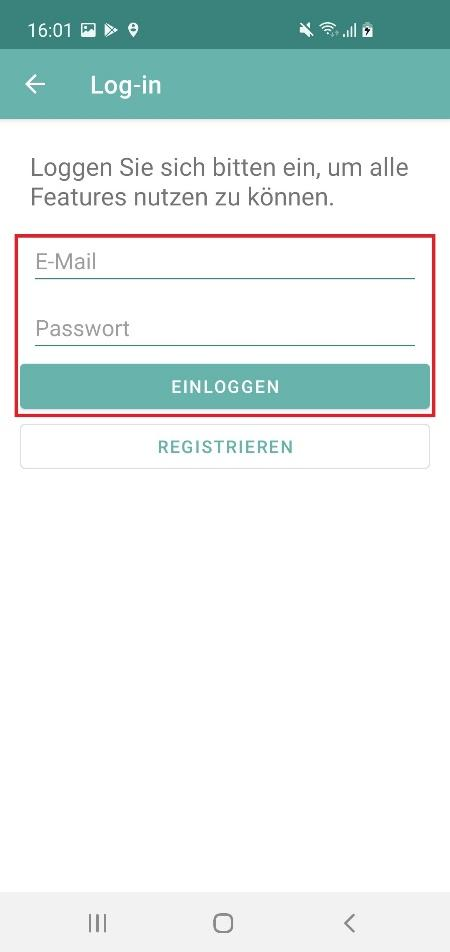 16:01
Log-in
Loggen Sie sich bitten ein, um alle
Features nutzen zu können.
E-Mail
Passwort
EINLOGGEN
REGISTRIEREN